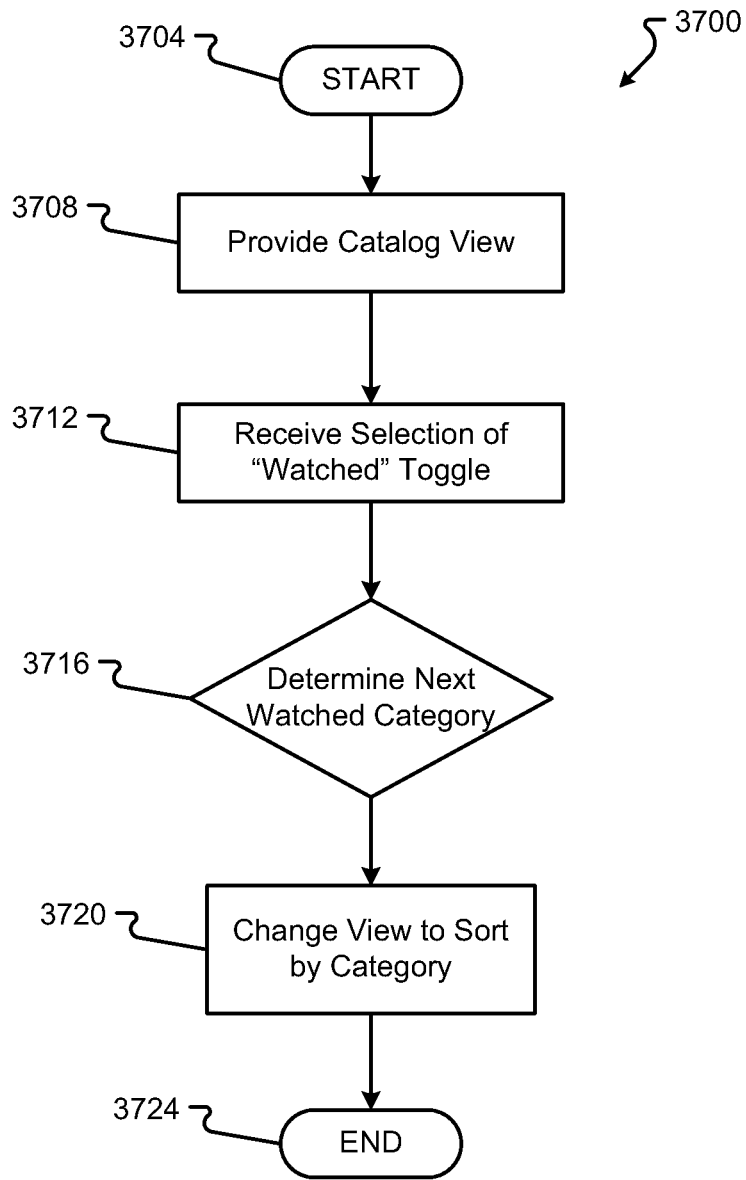 3700
3704
START
3708
Provide Catalog View
3712
Receive Selection of
“Watched” Toggle
3716
Determine Next
Watched Category
3720
Change View to Sort
by Category
3724
END